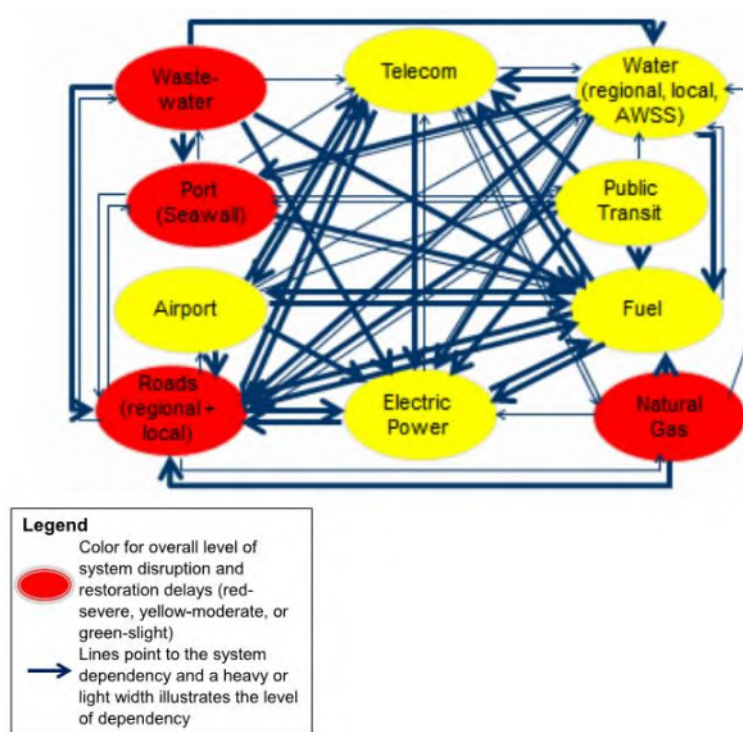 Waste-
water
Telecom
Water
(regional, local,
AWSS)
Port
(Seawall)
Public
Transit
Airport
Fuel
Roads
(regional +
local)
Electric
Power
Natural
Gas
Legend
Color for overall level of
system disruption and
restoration delays (red-
severe, yellow-moderate, or
green-slight)
Lines point to the system
dependency and a heavy or
light width illustrates the level
of dependency